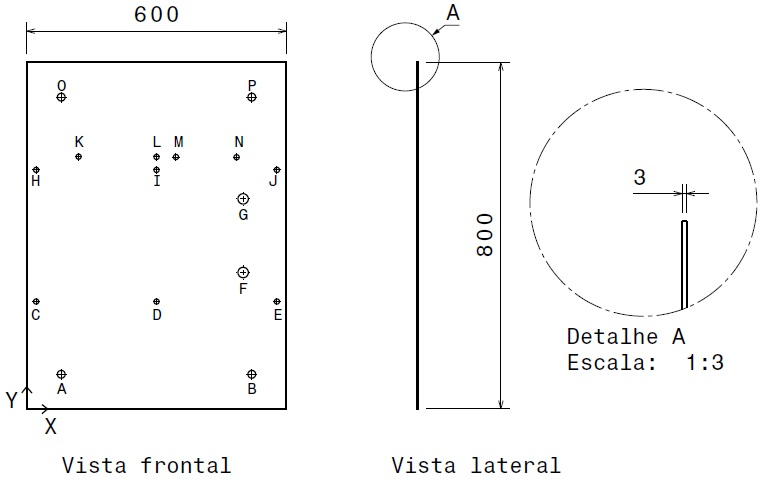 600
A
O P
K L M N
H I J
G
3
800
F
C D E
Detalhe A
Escala: 1:3
A B
Y
X
Vista frontal
Vista lateral